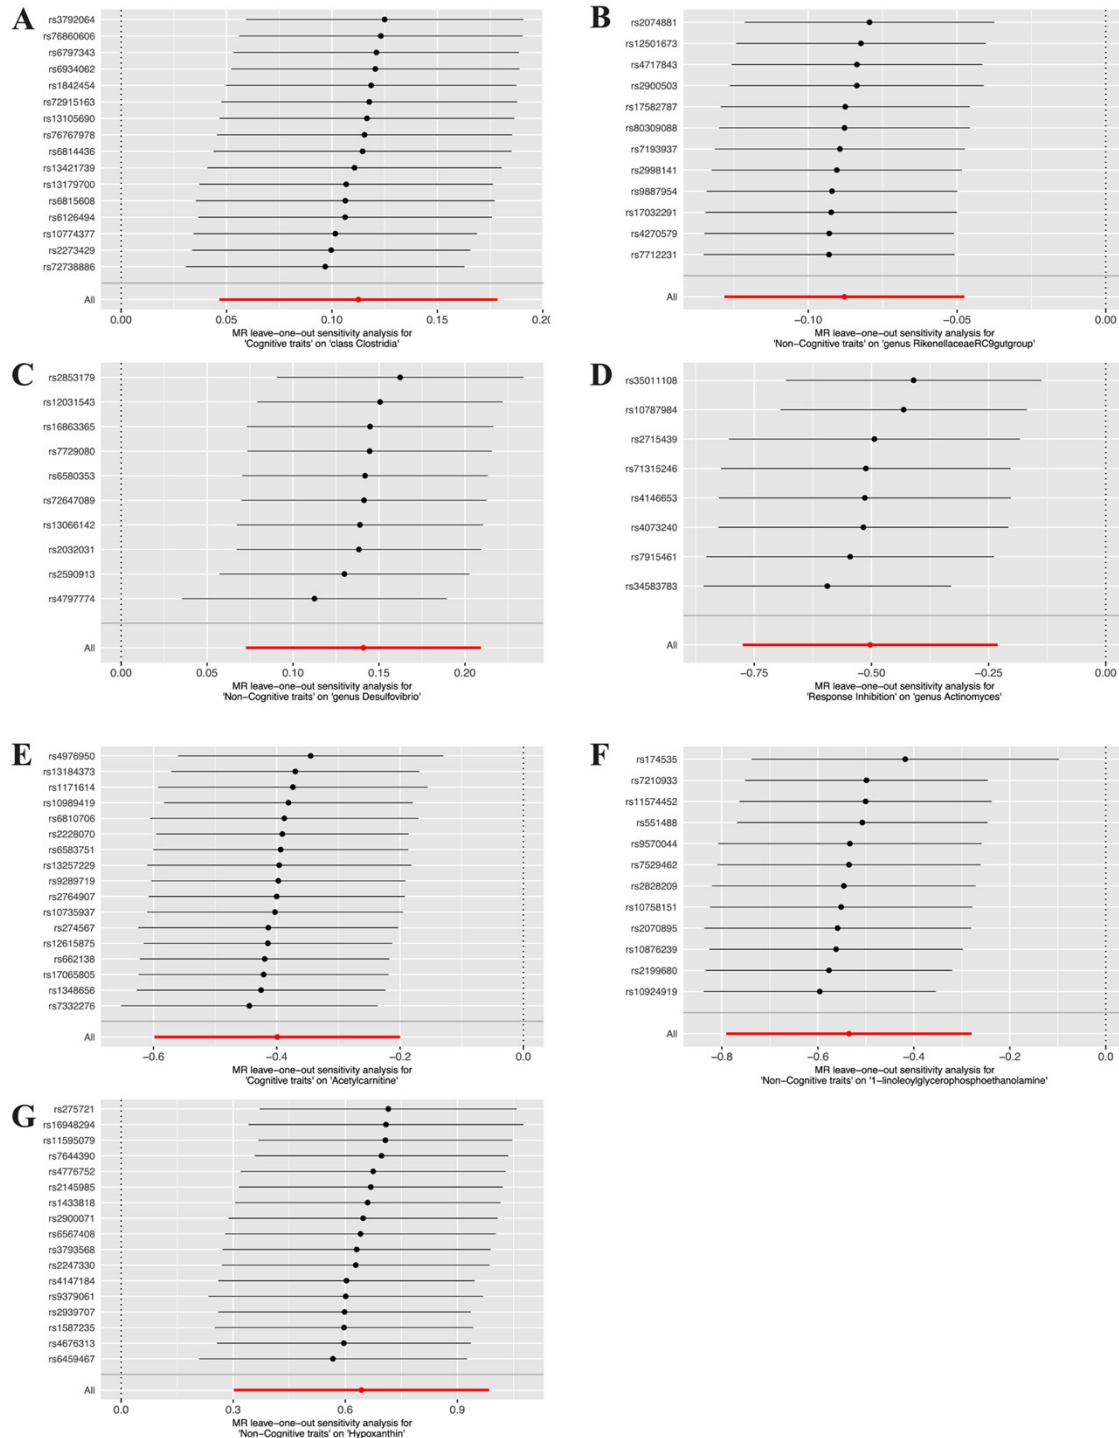 A
rs3792064
rs76860606
rs6797343
rs6934062
rs1842454
rs72915163
rs13105690
rs76767978
rs6814436
rs13421739
rs13179700
rs6815608
rs6126494
rs10774377
rs2273429
rs72738886
All
0.00 0.05 0.10 0.15 0.20
MR leave−one−out sensitivity analysis for
'Cognitive traits' on 'class Clostridia'
B
rs2074881
rs12501673
rs4717843
rs2900503
rs17582787
rs80309088
rs7193937
rs2998141
rs9887954
rs17032291
rs4270579
rs7712231
All
−0.10 −0.05 0.00
MR leave−one−out sensitivity analysis for
'Non−Cognitive traits' on 'genus RikenellaceaeRC9gutgroup'
C
rs2853179
rs12031543
rs16863365
rs7729080
rs6580353
rs72647089
rs13066142
rs2032031
rs2590913
rs4797774
All
0.00 0.05 0.10 0.15 0.20
MR leave−one−out sensitivity analysis for
'Non−Cognitive traits' on 'genus Desulfovibrio'
D
rs35011108
rs10787984
rs2715439
rs71315246
rs4146653
rs4073240
rs7915461
rs34583783
All
−0.75 −0.50 −0.25 0.00
MR leave−one−out sensitivity analysis for
'Response Inhibition' on 'genus Actinomyces'
E
rs4976950
rs13184373
rs1171614
rs10989419
rs6810706
rs2228070
rs6583751
rs13257229
rs9289719
rs2764907
rs10735937
rs274567
rs12615875
rs662138
rs17065805
rs1348656
rs7332276
All
−0.6 −0.4 −0.2 0.0
MR leave−one−out sensitivity analysis for
'Cognitive traits' on 'Acetylcarnitine'
F
rs174535
rs7210933
rs11574452
rs551488
rs9570044
rs7529462
rs2828209
rs10758151
rs2070895
rs10876239
rs2199680
rs10924919
All
−0.8 −0.6 −0.4 −0.2 0.0
MR leave−one−out sensitivity analysis for
'Non−Cognitive traits' on '1−linoleoylglycerophosphoethanolamine'
G
rs275721
rs16948294
rs11595079
rs7644390
rs4776752
rs2145985
rs1433818
rs2900071
rs6567408
rs3793568
rs2247330
rs4147184
rs9379061
rs2939707
rs1587235
rs4676313
rs6459467
All
0.0 0.3 0.6 0.9
MR leave−one−out sensitivity analysis for
'Non−Cognitive traits' on 'Hypoxanthin'